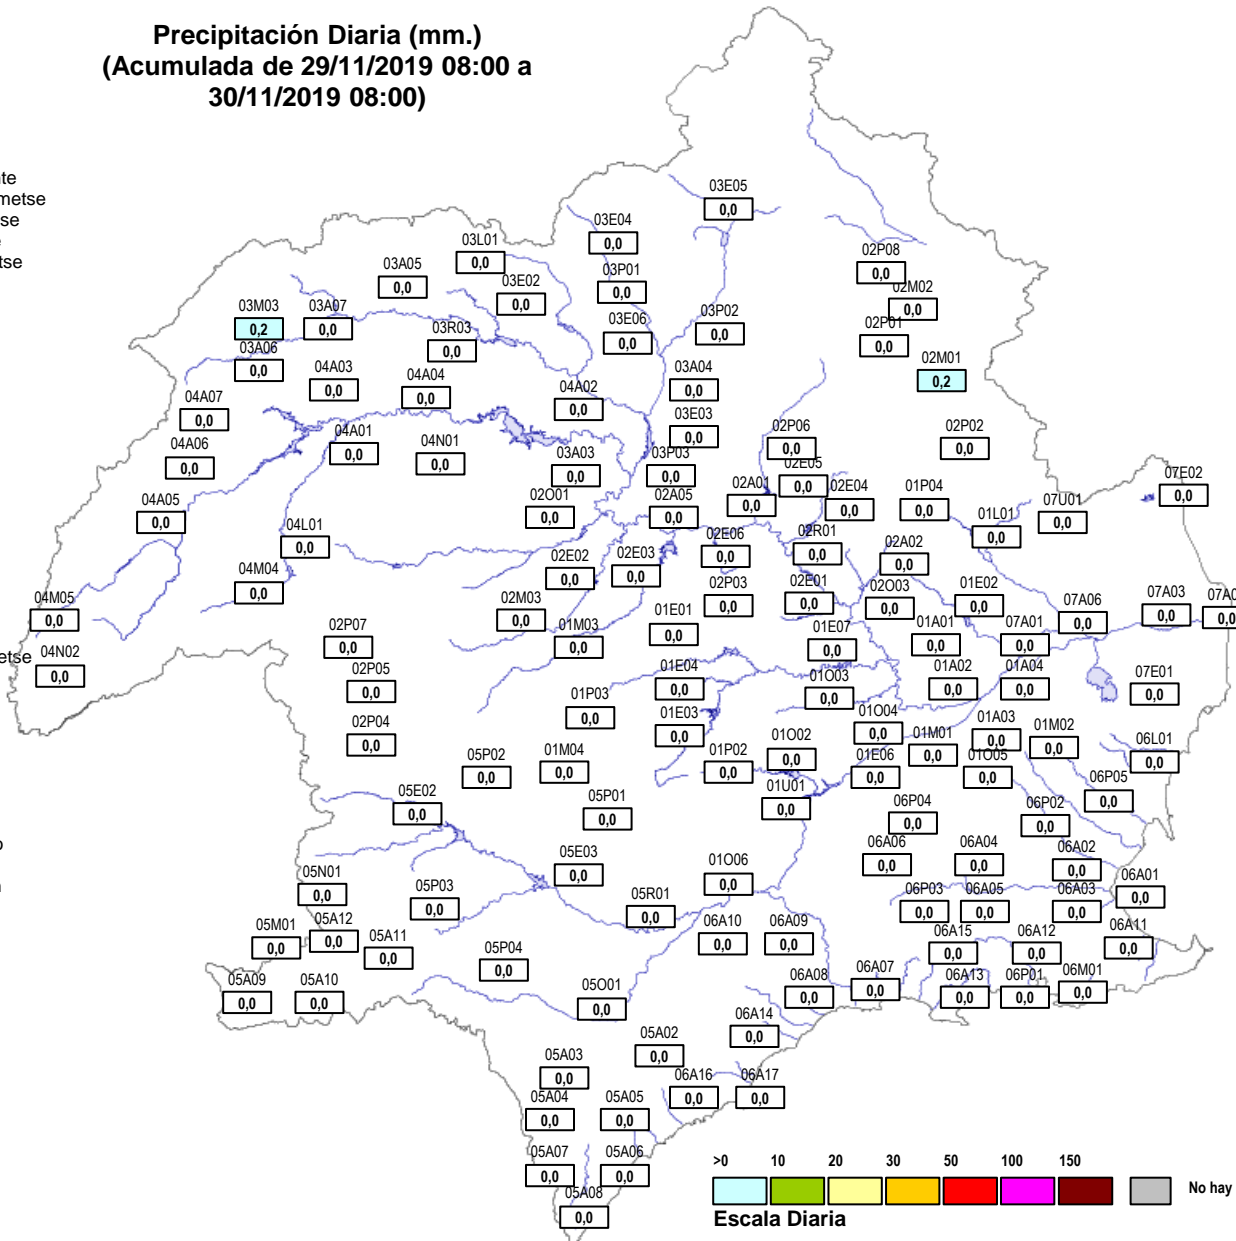 Precipitación Diaria (mm.)
(Acumulada de 29/11/2019 08:00 a
30/11/2019 08:00)
03E05
0,0
03E04
0,0
03L01
0,0
02P08
0,0
03A05
0,0
03P01
0,0
03E02
0,0
02M02
0,0
03M03
0,2
03A07
0,0
03E06
0,0
03P02
0,0
02P01
0,0
03R03
0,0
03A06
0,0
02M01
0,2
04A03
0,0
04A04
0,0
03A04
0,0
04A02
0,0
04A07
0,0
03E03
0,0
04A01
0,0
04N01
0,0
02P06
0,0
02P02
0,0
04A06
0,0
03A03
0,0
03P03
0,0
02E05
0,0
07E02
0,0
02A01
0,0
02E04
0,0
01P04
0,0
04A05
0,0
02O01
0,0
02A05
0,0
07U01
0,0
01L01
0,0
04L01
0,0
02E06
0,0
02R01
0,0
02A02
0,0
02E02
0,0
02E03
0,0
04M04
0,0
02P03
0,0
02E01
0,0
02O03
0,0
01E02
0,0
04M05
0,0
02M03
0,0
07A06
0,0
07A03
0,0
07A0
0,0
01E01
0,0
02P07
0,0
01M03
0,0
01E07
0,0
01A01
0,0
07A01
0,0
etse
04N02
0,0
02P05
0,0
01E04
0,0
01O03
0,0
01A02
0,0
01A04
0,0
07E01
0,0
01P03
0,0
02P04
0,0
01E03
0,0
01O04
0,0
01A03
0,0
01M02
0,0
01M01
0,0
06L01
0,0
05P02
0,0
01M04
0,0
01P02
0,0
01O02
0,0
01E06
0,0
01O05
0,0
06P05
0,0
05E02
0,0
05P01
0,0
01U01
0,0
06P04
0,0
06P02
0,0
05E03
0,0
01O06
0,0
06A06
0,0
06A04
0,0
06A02
0,0
05N01
0,0
05P03
0,0
06A01
0,0
05R01
0,0
06P03
0,0
06A05
0,0
06A03
0,0
05M01
0,0
05A12
0,0
05A11
0,0
06A10
0,0
06A09
0,0
06A15
0,0
06A12
0,0
06A11
0,0
05P04
0,0
05A09
0,0
05A10
0,0
05O01
0,0
06A08
0,0
06A07
0,0
06A13
0,0
06P01
0,0
06M01
0,0
06A14
0,0
05A02
0,0
05A03
0,0
06A16
0,0
06A17
0,0
05A04
0,0
05A05
0,0
05A07
0,0
05A06
0,0
05A08
0,0
>0 10 20 30 50 100 150
No hay
Escala Diaria